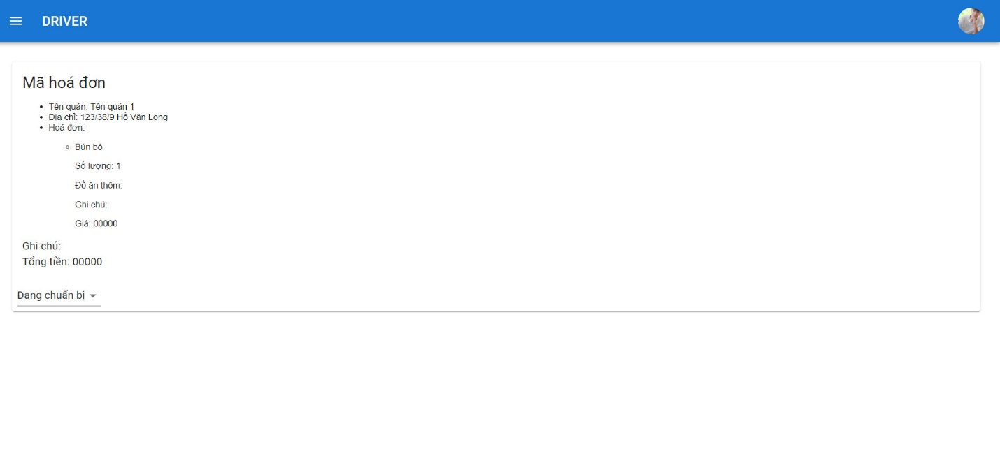 DRIVER
Mã hoá đơn
Tên quán: Tên quán 1
Địa chỉ: 123/38/9 Hồ Văn Long
Hoá đơn:
Bún bò
Số lượng: 1
Đồ ăn thêm:
Ghi chú:
Giá: 00000
Ghi chú:
Tổng tiền: 00000
Đang chuẩn bị